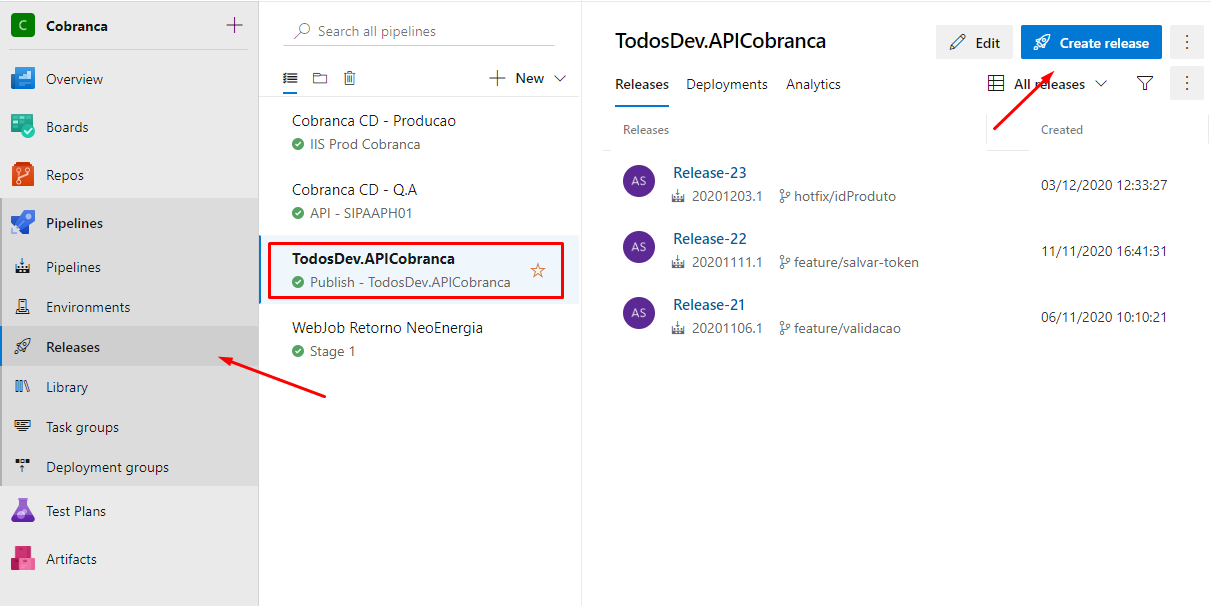 C Cobranca
Overview
Boards
Repos
Pipelines
Pipelines
Environments
Releases
Library
Task groups
Deployment groups
Test Plans
Artifacts
Search all pipelines
New
Cobranca CD - Producao
IIS Prod Cobranca
Cobranca CD - Q.A
API - SIPAAPH01
TodosDev.APICobranca
Publish - TodosDev.APICobranca
WebJob Retorno NeoEnergia
Stage 1
TodosDev.APICobranca
Edit
Create release
Releases Deployments Analytics
All releases
Releases Created
AS Release-23
20201203.1 hotfix/idProduto
03/12/2020 12:33:27
AS Release-22
20201111.1 feature/salvar-token
11/11/2020 16:41:31
AS Release-21
20201106.1 feature/validacao
06/11/2020 10:10:21